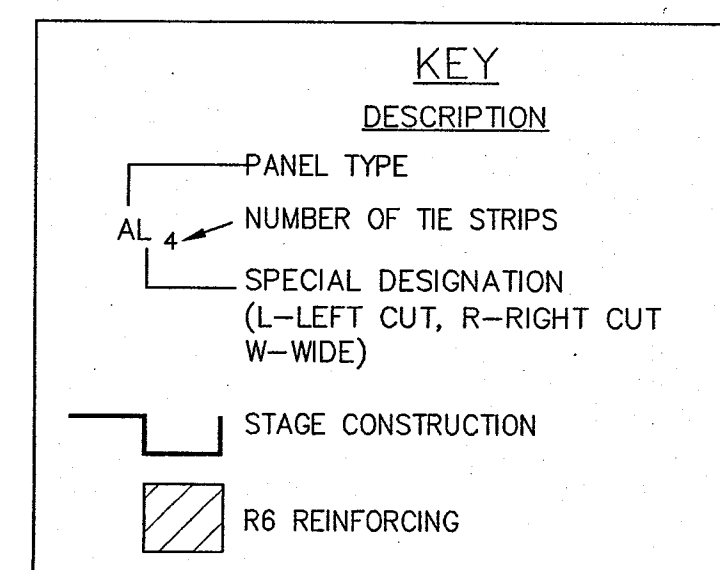 KEY
DESCRIPTION
PANEL TYPE
AL 4
NUMBER OF TIE STRIPS
SPECIAL DESIGNATION
(L-LEFT CUT, R-RIGHT CUT
W-WIDE)
STAGE CONSTRUCTION
R6 REINFORCING